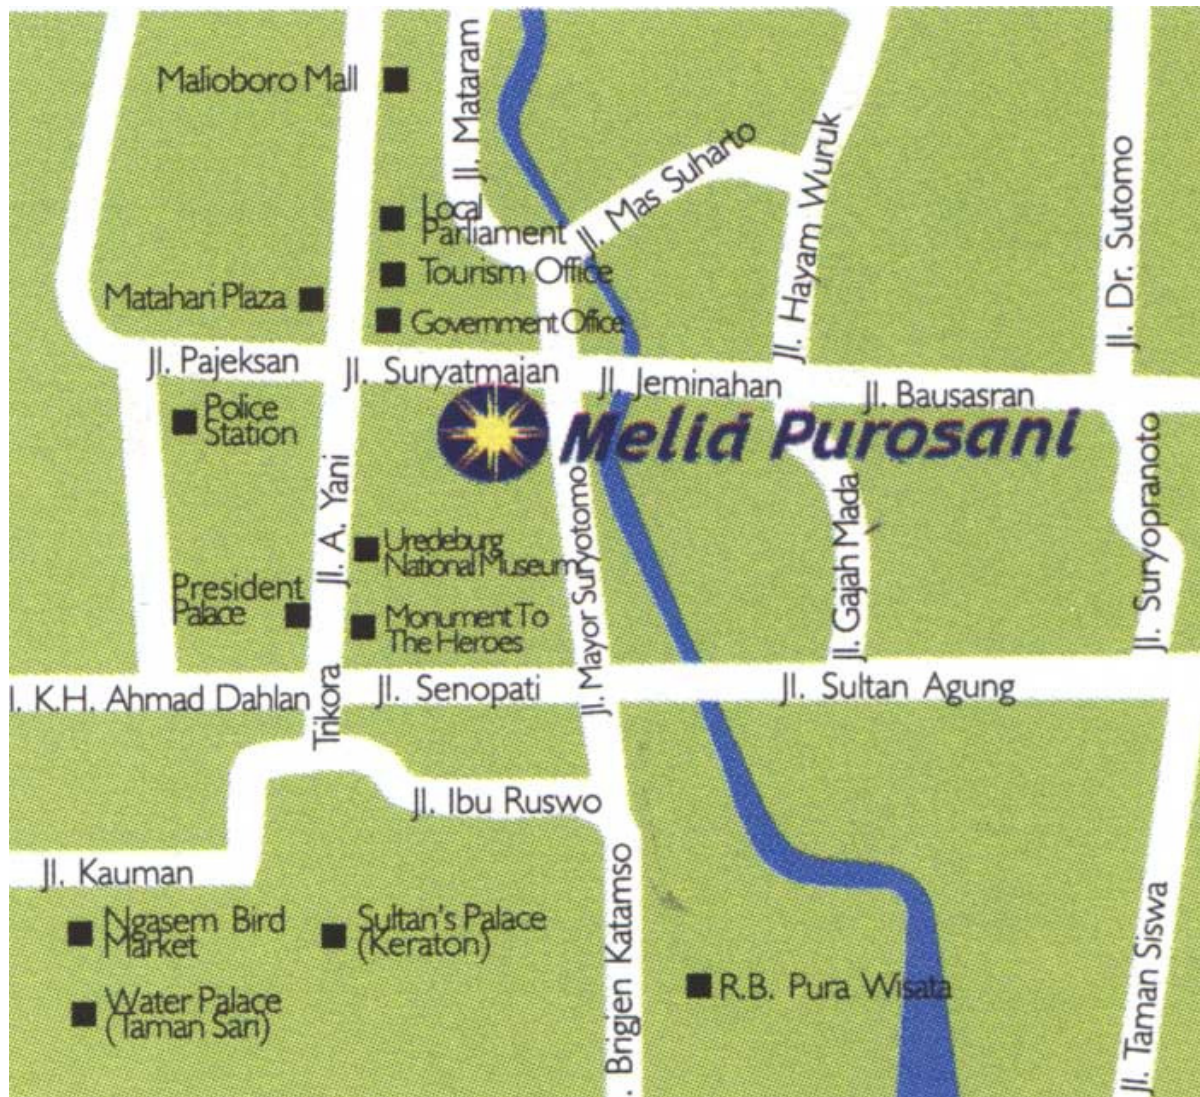 Malioboro Mall
Jl. Mataram
Jl. Mas Suharto
Jl. Hayam Wuruk
Jl. Dr. Sutomo
Local
Parliament
Tourism Office
Matahari Plaza
Government Office
Jl. Pajeksan
Jl. Suryatmajan
Jl. Jeminahan
Jl. Bausasran
Police
Station
Melia Purosani
Jl. A. Yani
Uredeburg
National Museum
Jl. Mayor Suryotomo
Jl. Gajah Mada
Jl. Suryopranoto
President
Palace
Monument To
The Heroes
l. K.H. Ahmad Dahlan
Trikora
Jl. Senopati
Jl. Sultan Agung
Jl. Ibu Ruswo
Jl. Kauman
Ngasem Bird
Market
Sultan's Palace
(Keraton)
. Brigjen Katamso
R.B. Pura Wisata
Jl. Taman Siswa
Water Palace
(Taman Sari)